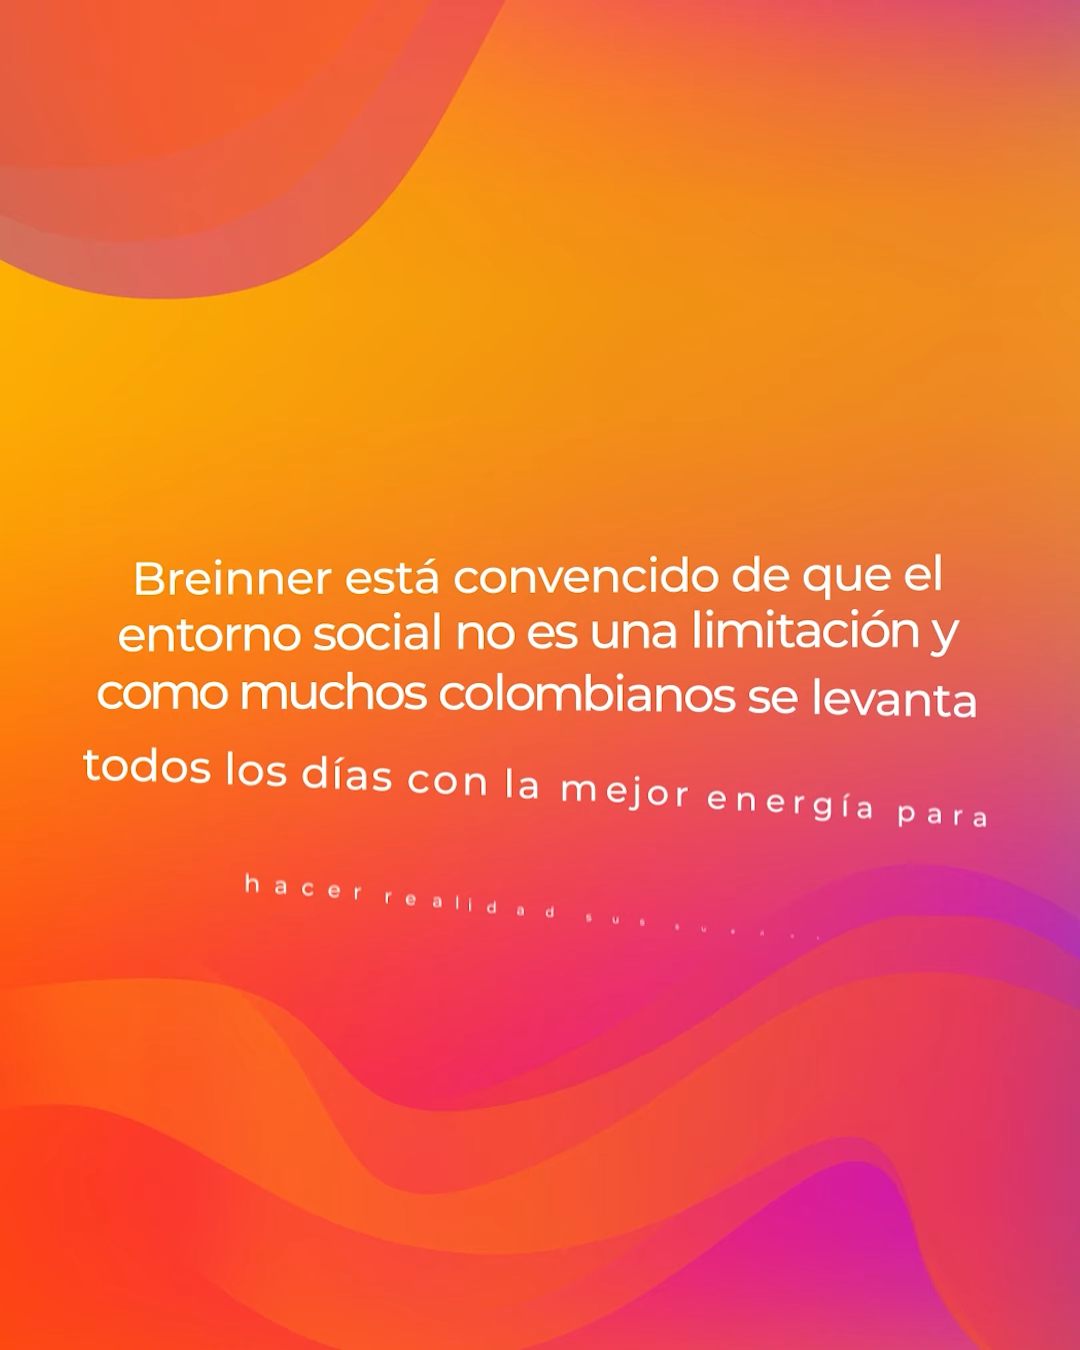 Breinner está convencido de que el
entorno social no es una limitación y
como muchos colombianos se levanta
todos los días con la mejor energía para
hacer realidad sus